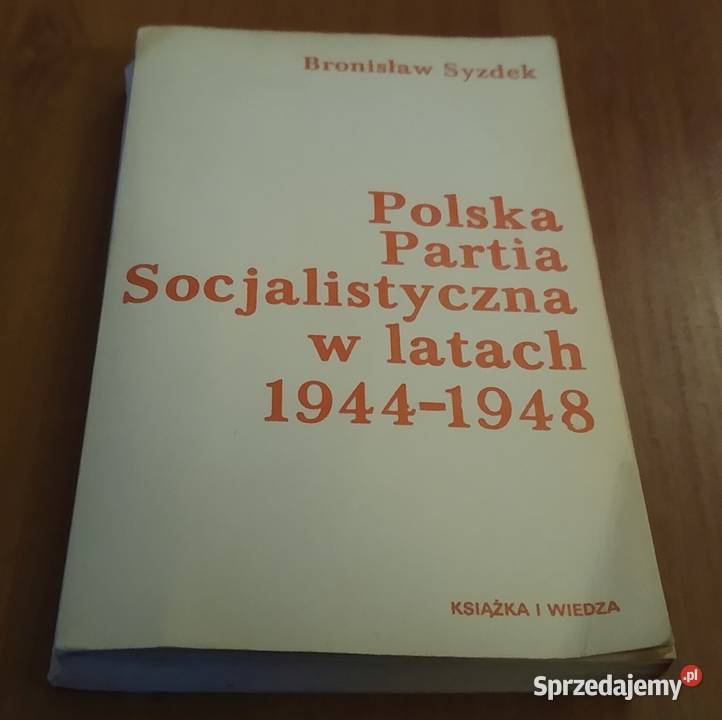 Bronisław Syzdek
Polska
Partia
Socjalistyczna
w latach
1944-1948
KSIĄŻKA I WIEDZA
Sprzedajemy.pl